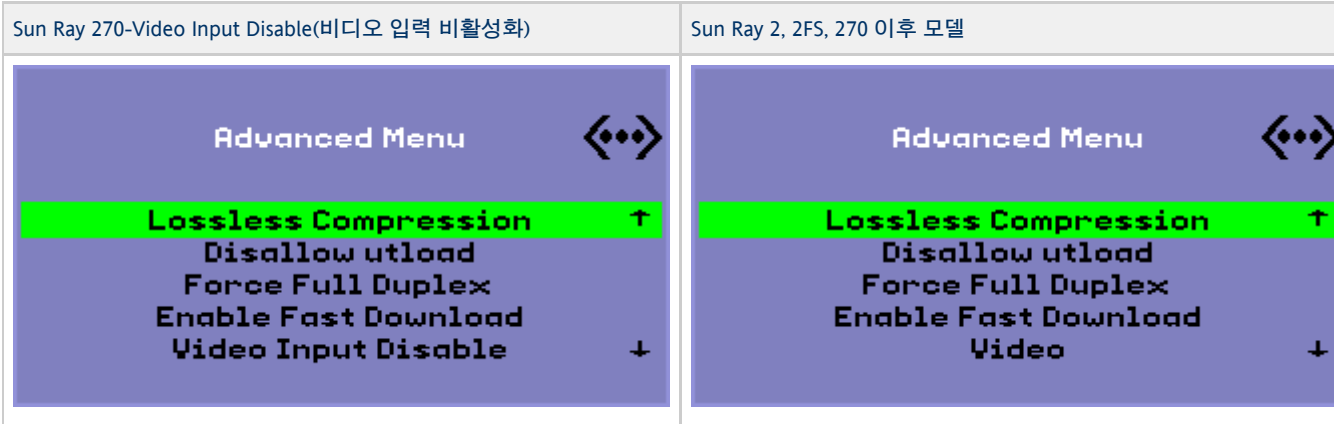 Sun Ray 270-Video Input Disable(비디오 입력 비활성화)
Sun Ray 2, 2FS, 270 이후 모델
Advanced Menu
Lossless Compression ↑
Disallow utload
Force Full Duplex
Enable Fast Download
Video Input Disable ↓
Advanced Menu
Lossless Compression ↑
Disallow utload
Force Full Duplex
Enable Fast Download
Video ↓